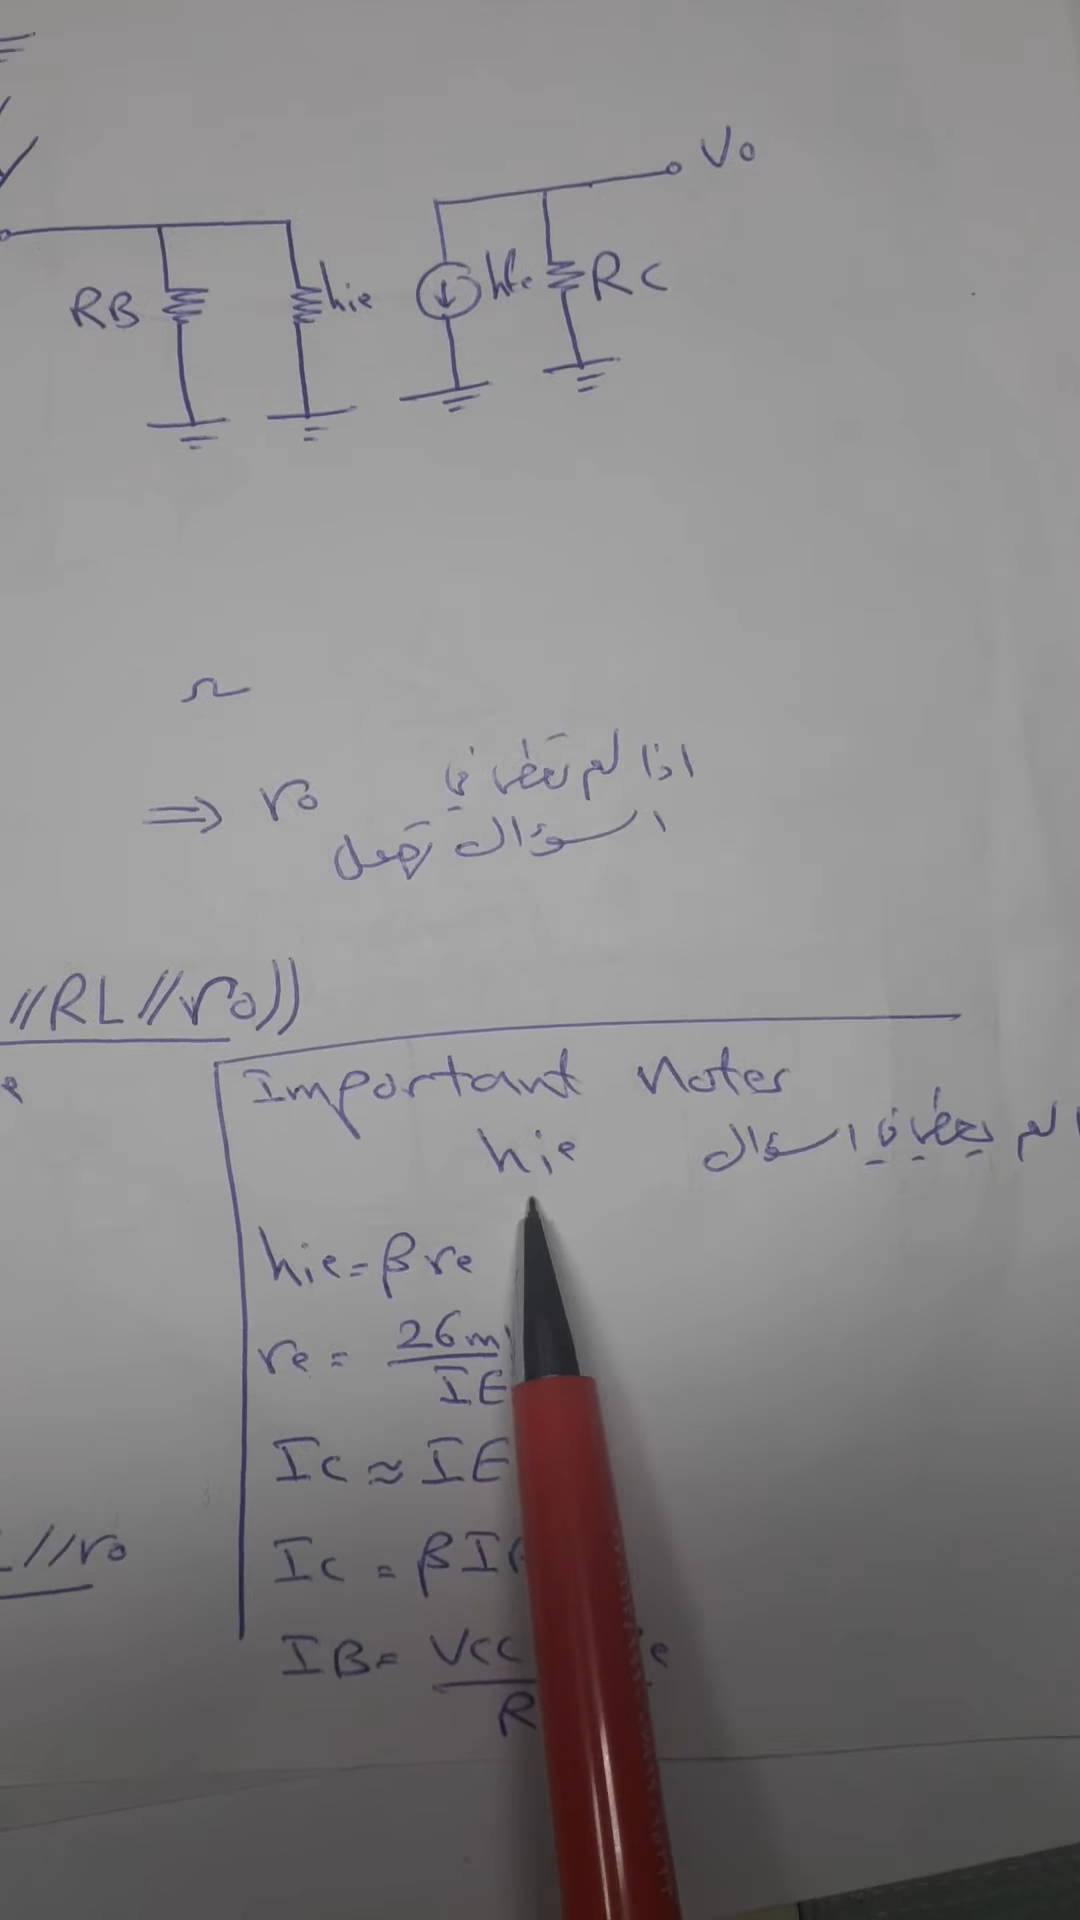 Vo
RB
hie
hfe
RC
Ω
⇒ ro اذا لم تعطى في
السؤال تهمل
//RL//ro))
Important Notes
hie لم يعطى في السؤال
hie = βre
re = 26m
IE
Ic ≈ IE
Ic = βI
//ro
IB = VCC
R